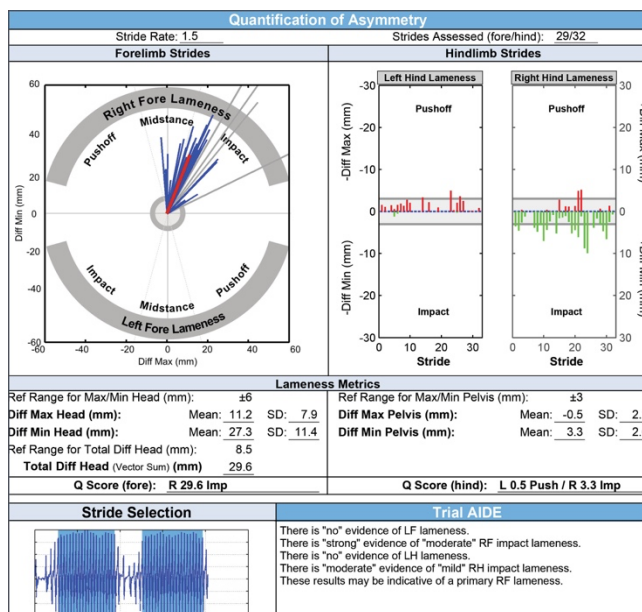 Quantification of Asymmetry
Stride Rate: 1.5 Strides Assessed (fore/hind): 29/32
Forelimb Strides Hindlimb Strides
Left Hind Lameness Right Hind Lameness
60 40 20 0 -20 -40 -60
Diff Min (mm)
Right Fore Lameness
Pushoff Midstance Impact
Impact Midstance Pushoff
Left Fore Lameness
-60 -40 -20 0 20 40 60
Diff Max (mm)
-30 -20 -10 0 10 20 30
-Diff Max (mm)
-Diff Min (mm)
Pushoff Pushoff
Impact Impact
30 20 10 0 10 20 30
0 10 20 30 0 10 20 30
Stride Stride
Lameness Metrics
Ref Range for Max/Min Head (mm): ±6 Ref Range for Max/Min Pelvis (mm): ±3
Diff Max Head (mm): Mean: 11.2 SD: 7.9 Diff Max Pelvis (mm): Mean: -0.5 SD: 2.
Diff Min Head (mm): Mean: 27.3 SD: 11.4 Diff Min Pelvis (mm): Mean: 3.3 SD: 2.
Ref Range for Total Diff Head (mm): 8.5
Total Diff Head (Vector Sum) (mm) 29.6
Q Score (fore): R 29.6 Imp Q Score (hind): L 0.5 Push / R 3.3 Imp
Stride Selection Trial AIDE
There is "no" evidence of LF lameness.
There is "strong" evidence of "moderate" RF impact lameness.
There is "no" evidence of LH lameness.
There is "moderate" evidence of "mild" RH impact lameness.
These results may be indicative of a primary RF lameness.